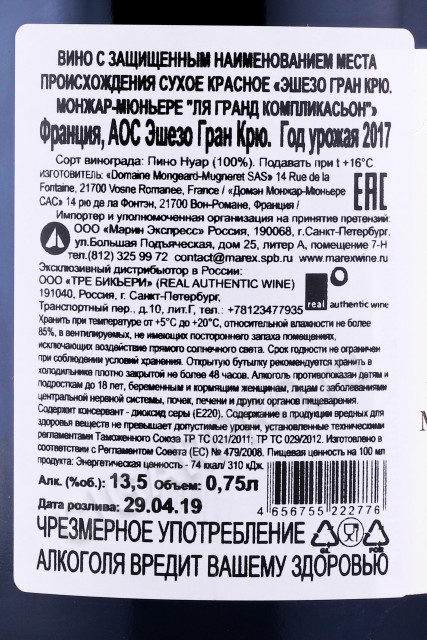 ВИНО С ЗАЩИЩЕННЫМ НАИМЕНОВАНИЕМ МЕСТА
ПРОИСХОЖДЕНИЯ СУХОЕ КРАСНОЕ «ЭШЕЗО ГРАН КРЮ.
МОНЖАР-МЮНЬЕРЕ "ЛЯ ГРАНД КОМПЛИКАСЬОН"»
Франция, АОС Эшезо Гран Крю. Год урожая 2017
Сорт винограда: Пино Нуар (100%). Подавать при t +16°C
ИЗГОТОВИТЕЛЬ: «Domaine Mongeard-Mugneret SAS» 14 Rue de la
Fontaine, 21700 Vosne Romanee, France / «Домэн Монжар-Мюньере
САС» 14 рю де ла Фонтэн, 21700 Вон-Романе, Франция /
EAC
Импортер и уполномоченная организация на принятие претензий:
ООО «Марин Экспресс» Россия, 190068, г.Санкт-Петербург,
ул.Большая Подъяческая, дом 25, литер А, помещение 7-Н
тел.(812) 325 99 72 contact@marex.spb.ru www.marexwine.ru
Эксклюзивный дистрибьютор в России:
ООО «ТРЕ БИКЬЕРИ» (REAL AUTHENTIC WINE)
191040, Россия, г. Санкт-Петербург,
Транспортный пер., д.10, лит.Г, тел.: +78123477935
real authentic wine
Хранить при температуре от +5°С до +20°С, относительной влажности не более
85%, в вентилируемых, не имеющих постороннего запаха помещениях,
исключающих воздействие прямого солнечного света. Срок годности не ограничен
при соблюдении условий хранения. Открытую бутылку рекомендуется хранить в
холодильнике плотно закрытой не более 48 часов. Алкоголь противопоказан детям и
подросткам до 18 лет, беременным и кормящим женщинам, лицам с заболеваниями
центральной нервной системы, почек, печени и других органов пищеварения.
Содержит консервант - диоксид серы (Е220). Содержание в продукции вредных для
здоровья веществ не превышает допустимые уровни, установленные техническими
регламентами Таможенного Союза ТР ТС 021/2011; ТР ТС 029/2012. Изготовлено в
соответствии с Регламентом Совета (ЕС) № 479/2008. Пищевая ценность на 100 мл
продукта: Энергетическая ценность - 74 ккал/ 310 кДж.
Алк. (%об.): 13,5 Объем: 0,75л
Дата розлива: 29.04.19
4 656755 222776
ЧРЕЗМЕРНОЕ УПОТРЕБЛЕНИЕ
GL FOR
АЛКОГОЛЯ ВРЕДИТ ВАШЕМУ ЗДОРОВЬЮ
M